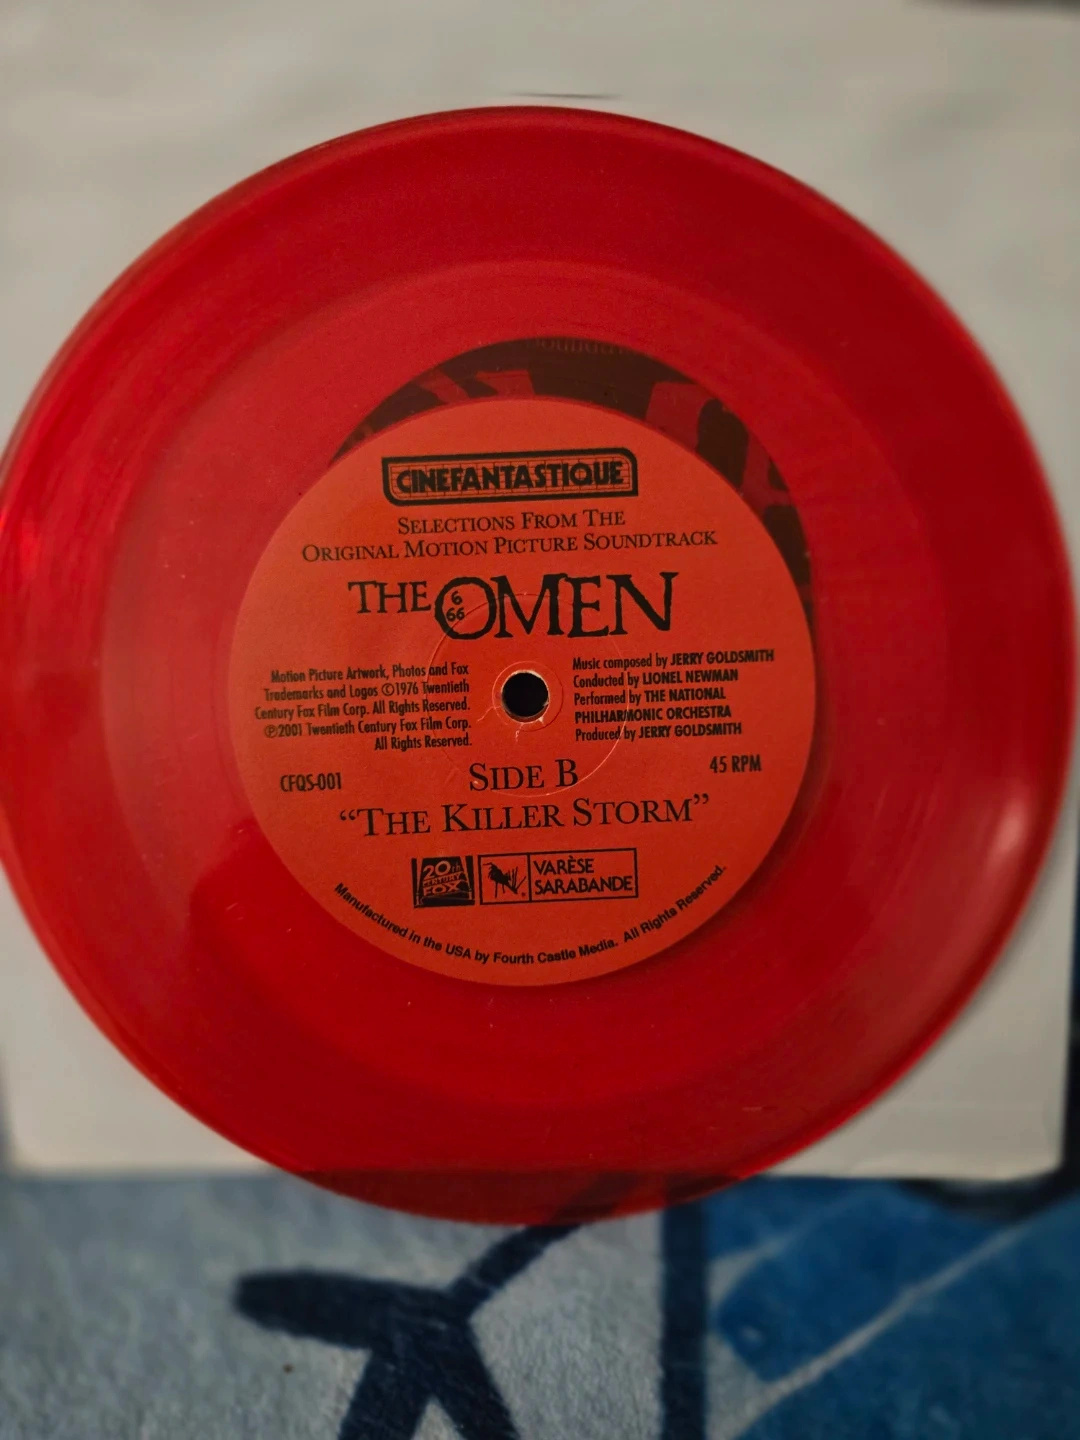 CINEFANTASTIQUE
SELECTIONS FROM THE
ORIGINAL MOTION PICTURE SOUNDTRACK
THE OMEN
6
66
Motion Picture Artwork, Photos and Fox
Trademarks and Logos ©1976 Twentieth
Century Fox Film Corp. All Rights Reserved.
℗2001 Twentieth Century Fox Film Corp.
All Rights Reserved.
Music composed by JERRY GOLDSMITH
Conducted by LIONEL NEWMAN
Performed by THE NATIONAL
PHILHARMONIC ORCHESTRA
Produced by JERRY GOLDSMITH
CFQS-001
SIDE B
45 RPM
“THE KILLER STORM”
20TH
CENTURY
FOX
VARÈSE
SARABANDE
Manufactured in the USA by Fourth Castle Media. All Rights Reserved.